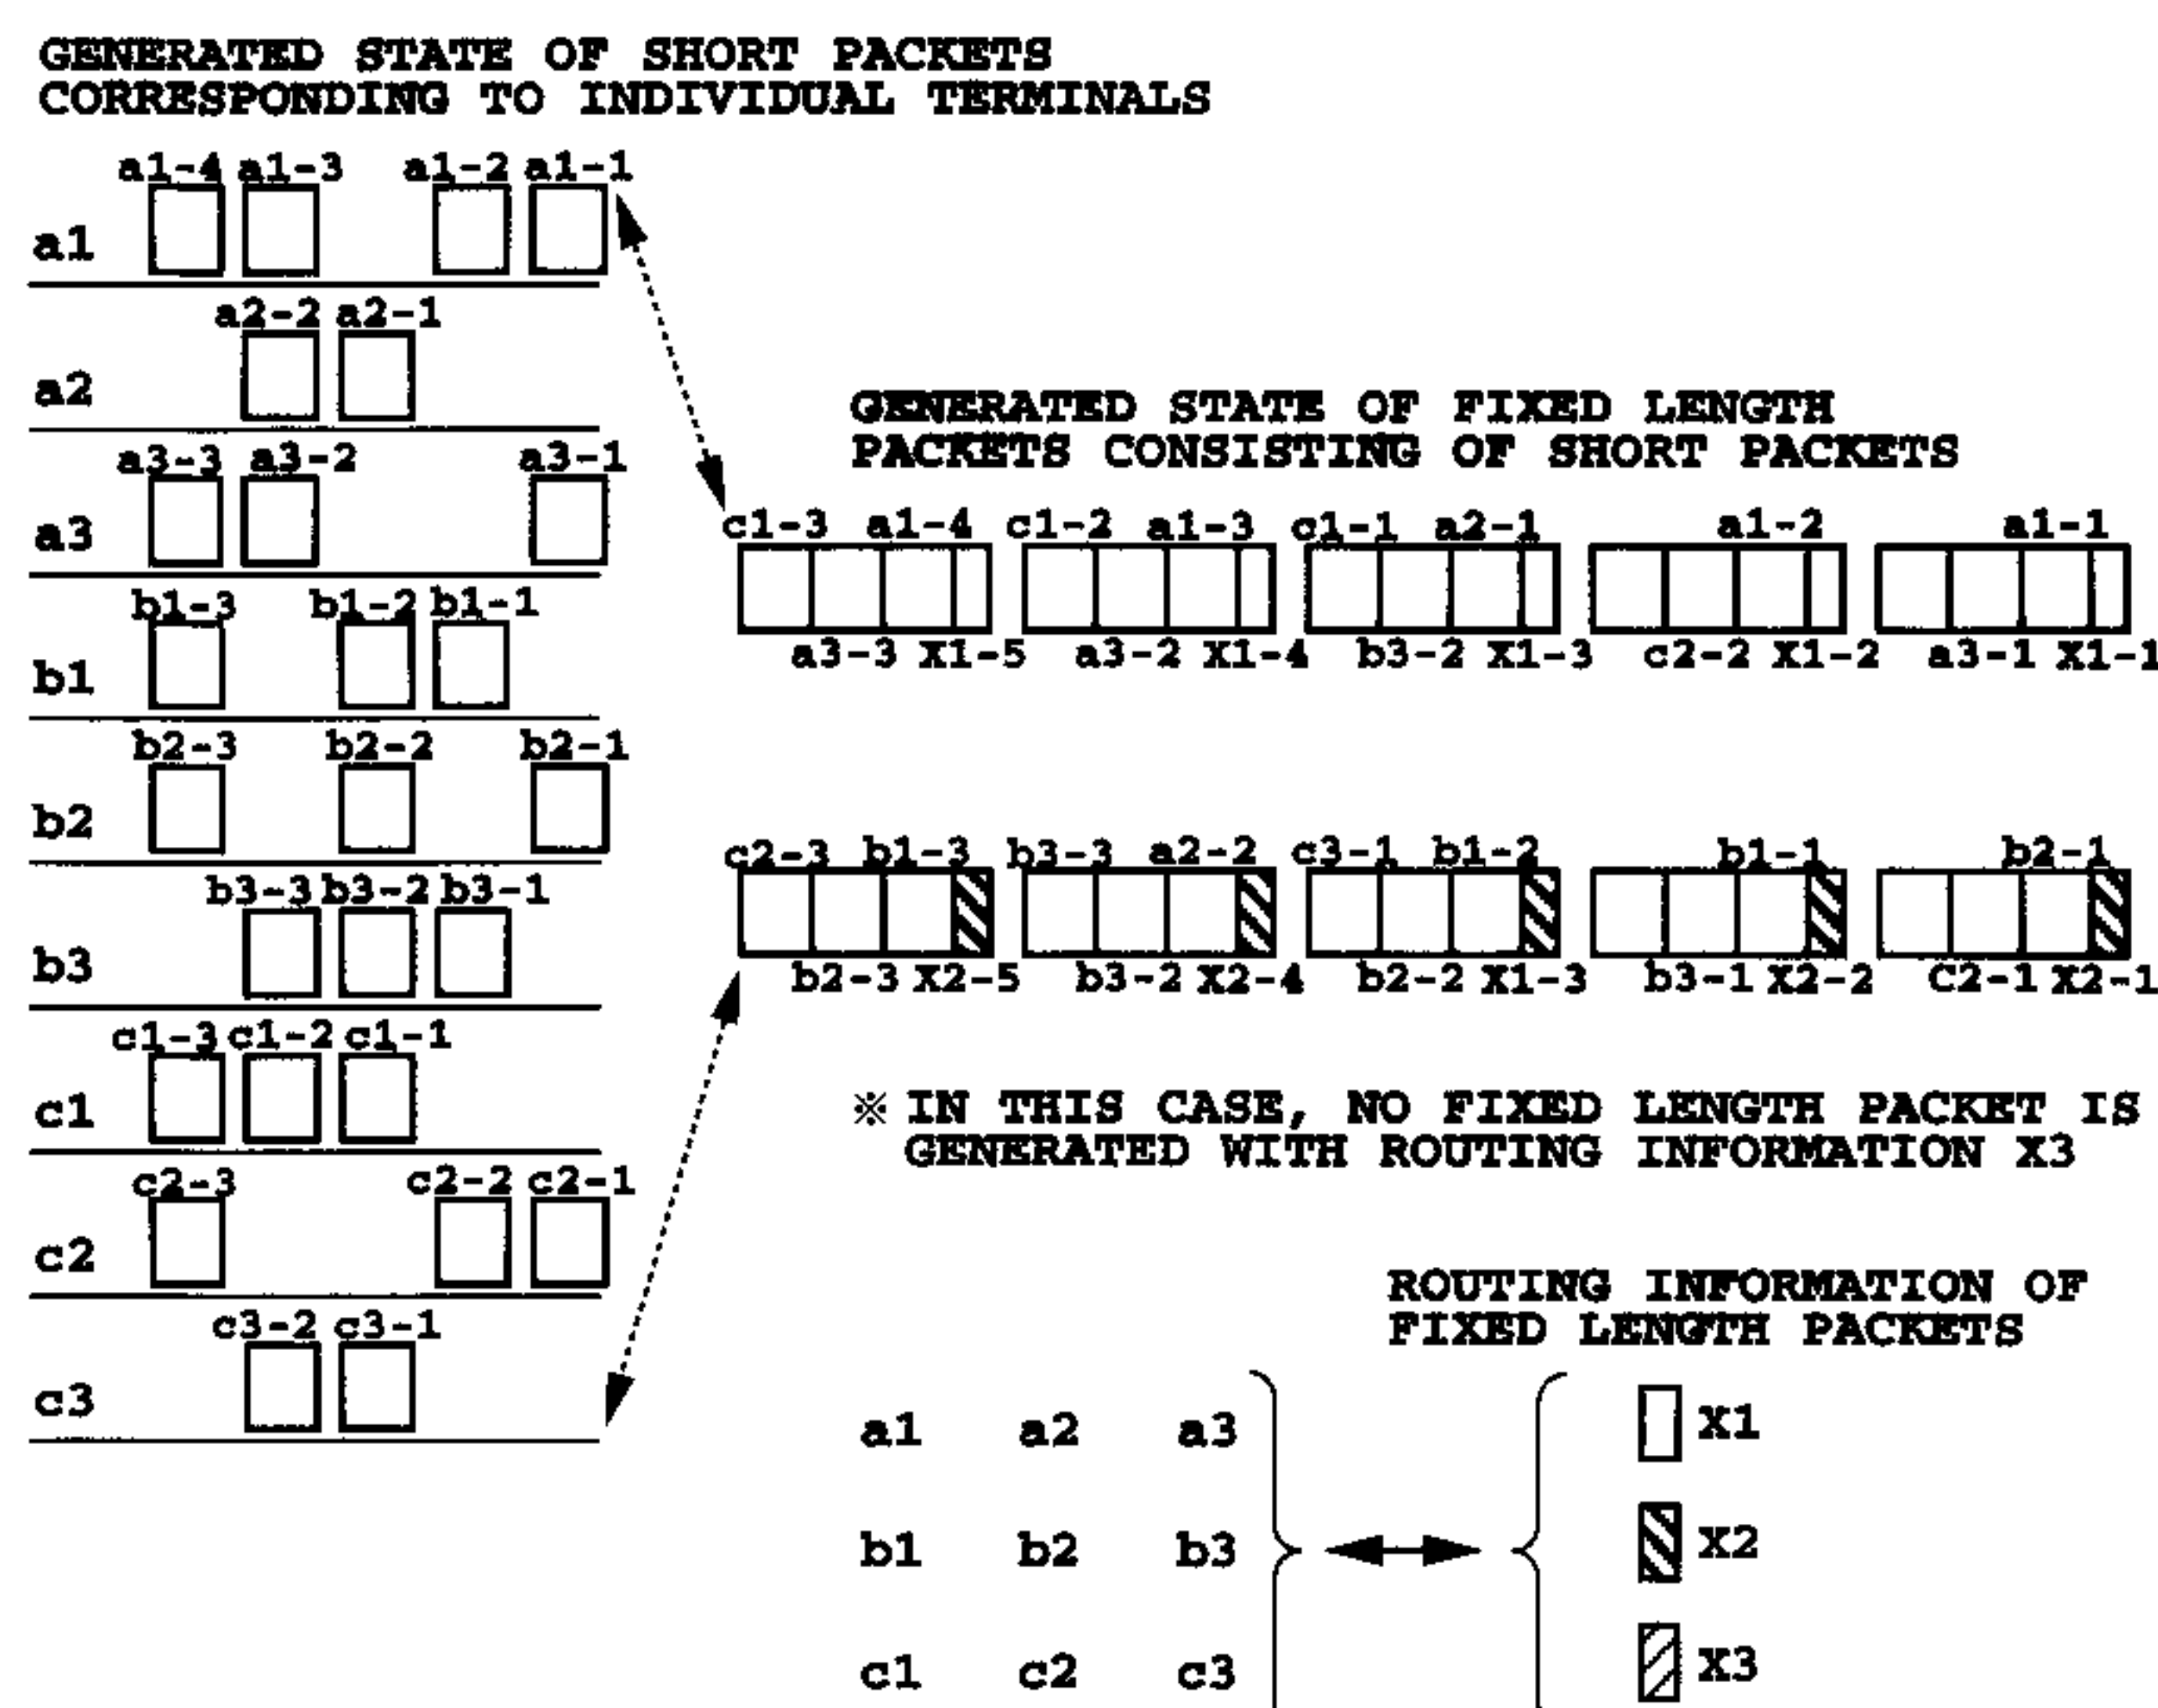 GENERATED STATE OF SHORT PACKETS
CORRESPONDING TO INDIVIDUAL TERMINALS
a1-4 a1-3 a1-2 a1-1
a1
a2-2 a2-1
a2
a3-3 a3-2 a3-1
a3
b1-3 b1-2 b1-1
b1
b2-3 b2-2 b2-1
b2
b3-3 b3-2 b3-1
b3
c1-3 c1-2 c1-1
c1
c2-3 c2-2 c2-1
c2
c3-2 c3-1
c3
GENERATED STATE OF FIXED LENGTH
PACKETS CONSISTING OF SHORT PACKETS
c1-3 a1-4 c1-2 a1-3 c1-1 a2-1 a1-2 a1-1
a3-3 X1-5 a3-2 X1-4 b3-2 X1-3 c2-2 X1-2 a3-1 X1-1
c2-3 b1-3 b3-3 a2-2 c3-1 b1-2 b1-1 b2-1
b2-3 X2-5 b3-2 X2-4 b2-2 X1-3 b3-1 X2-2 C2-1 X2-1
※ IN THIS CASE, NO FIXED LENGTH PACKET IS
GENERATED WITH ROUTING INFORMATION X3
ROUTING INFORMATION OF
FIXED LENGTH PACKETS
a1 a2 a3 X1
b1 b2 b3 X2
c1 c2 c3 X3